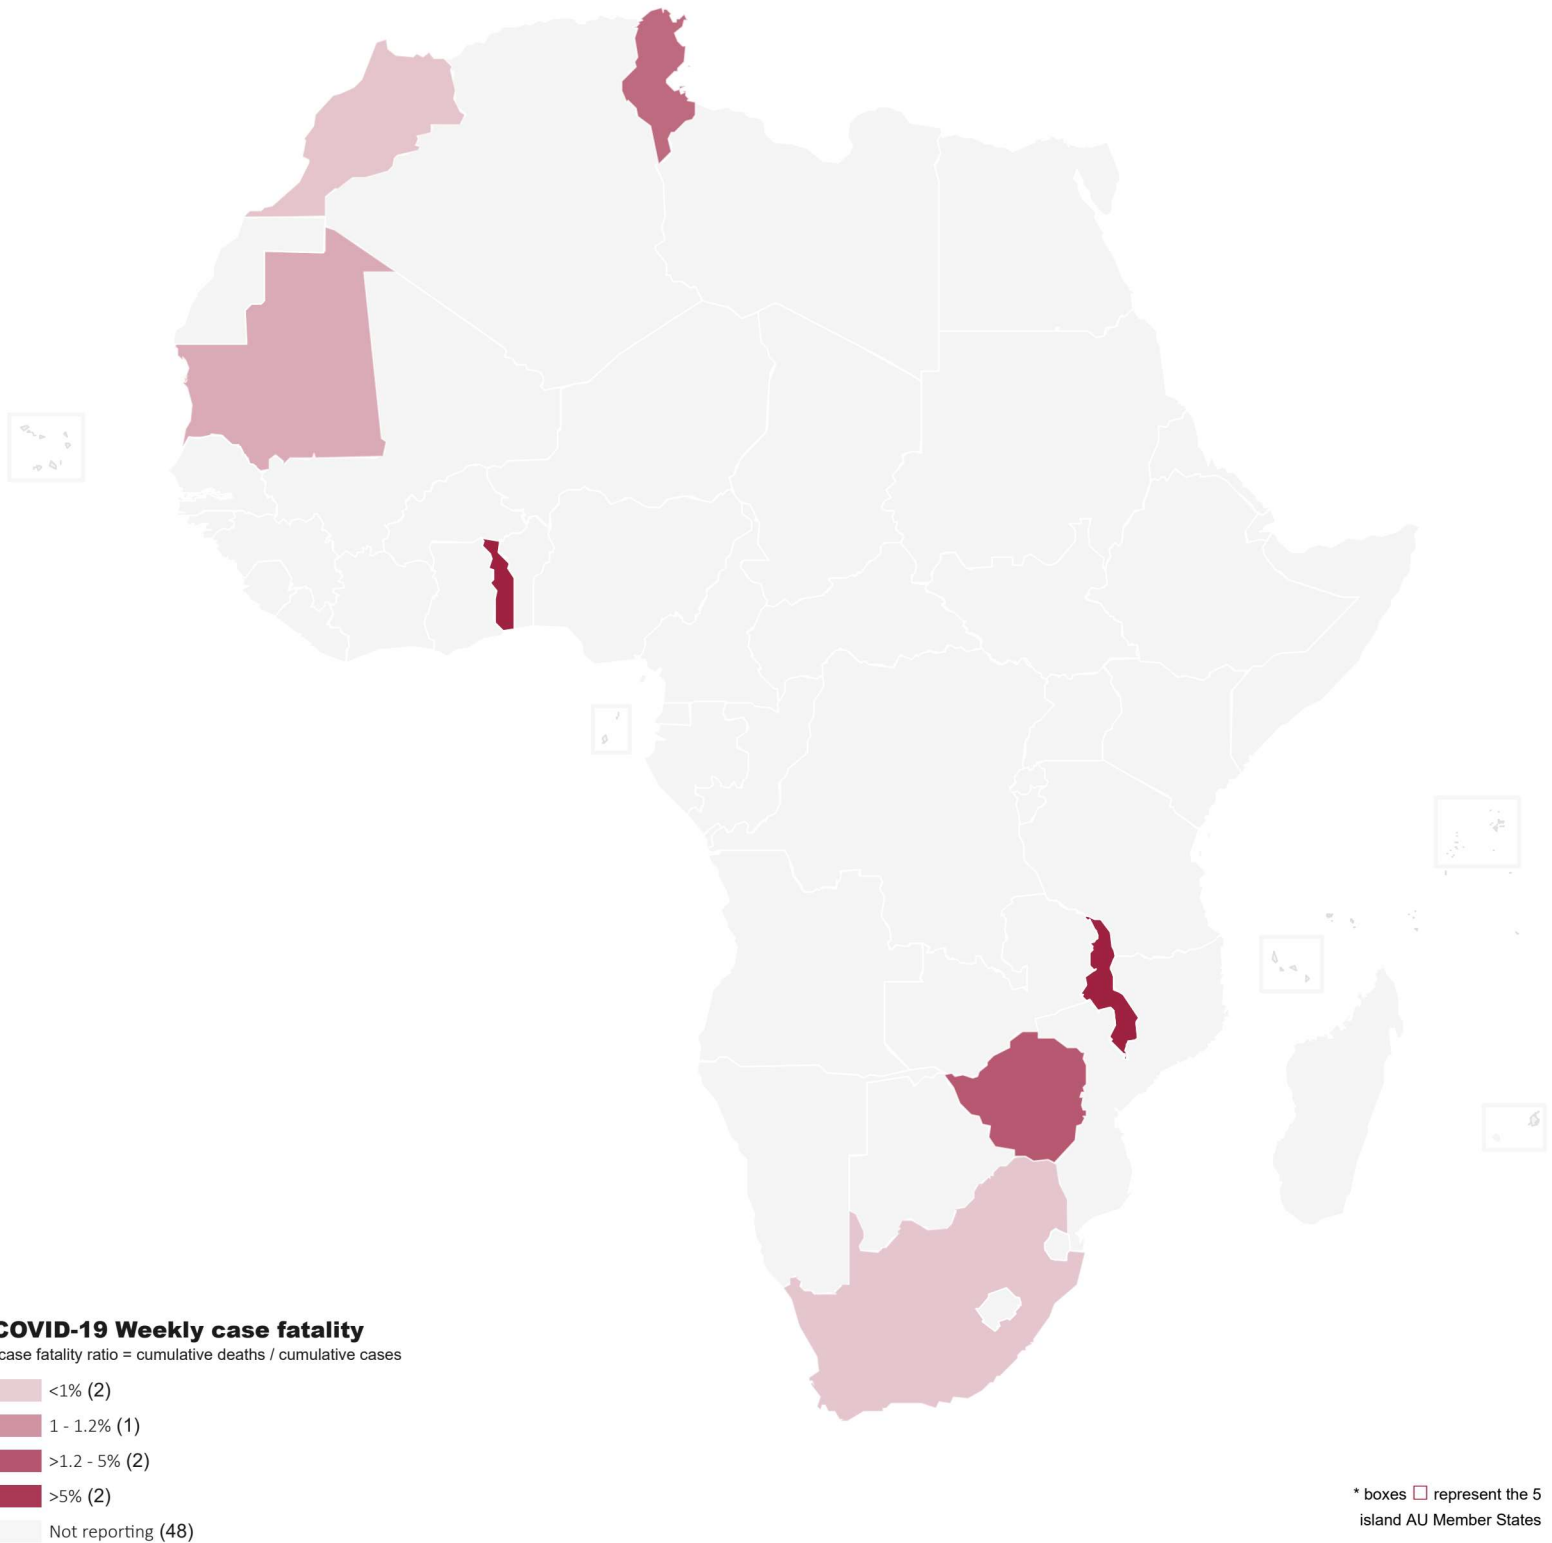 COVID-19 Weekly case fatality
case fatality ratio = cumulative deaths / cumulative cases
<1% (2)
1 - 1.2% (1)
>1.2 - 5% (2)
>5% (2)
Not reporting (48)
* boxes □ represent the 5
island AU Member States